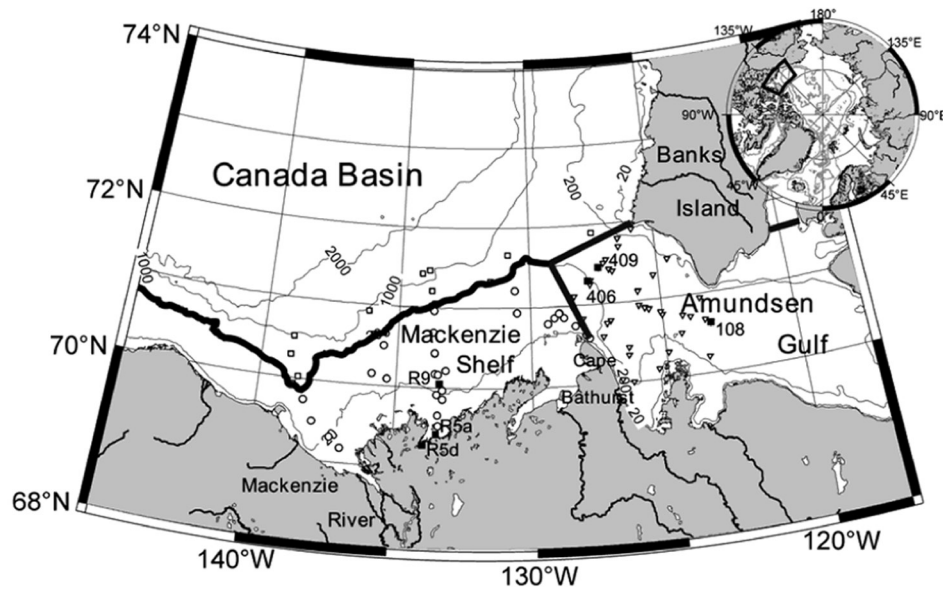 74°N
72°N
70°N
68°N
140°W
130°W
120°W
180°
135°W
135°E
90°W
90°E
45°W
45°E
0°
Canada Basin
Banks
Island
200
20
2000
1000
1000
409
406
Amundsen
Gulf
108
Mackenzie
Shelf
R9
Cape
Bathurst
200
20
R5a
R5d
Mackenzie
River